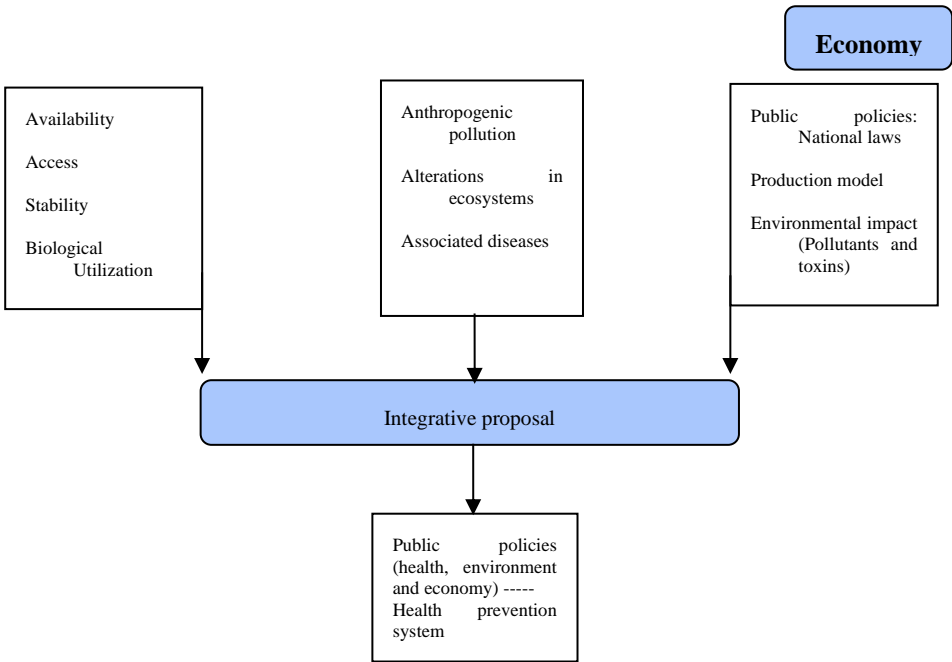 Economy
Availability
Access
Stability
Biological
Utilization
Anthropogenic
pollution
Alterations in
ecosystems
Associated diseases
Public policies:
National laws
Production model
Environmental impact
(Pollutants and
toxins)
Integrative proposal
Public policies
(health, environment
and economy) -----
Health prevention
system